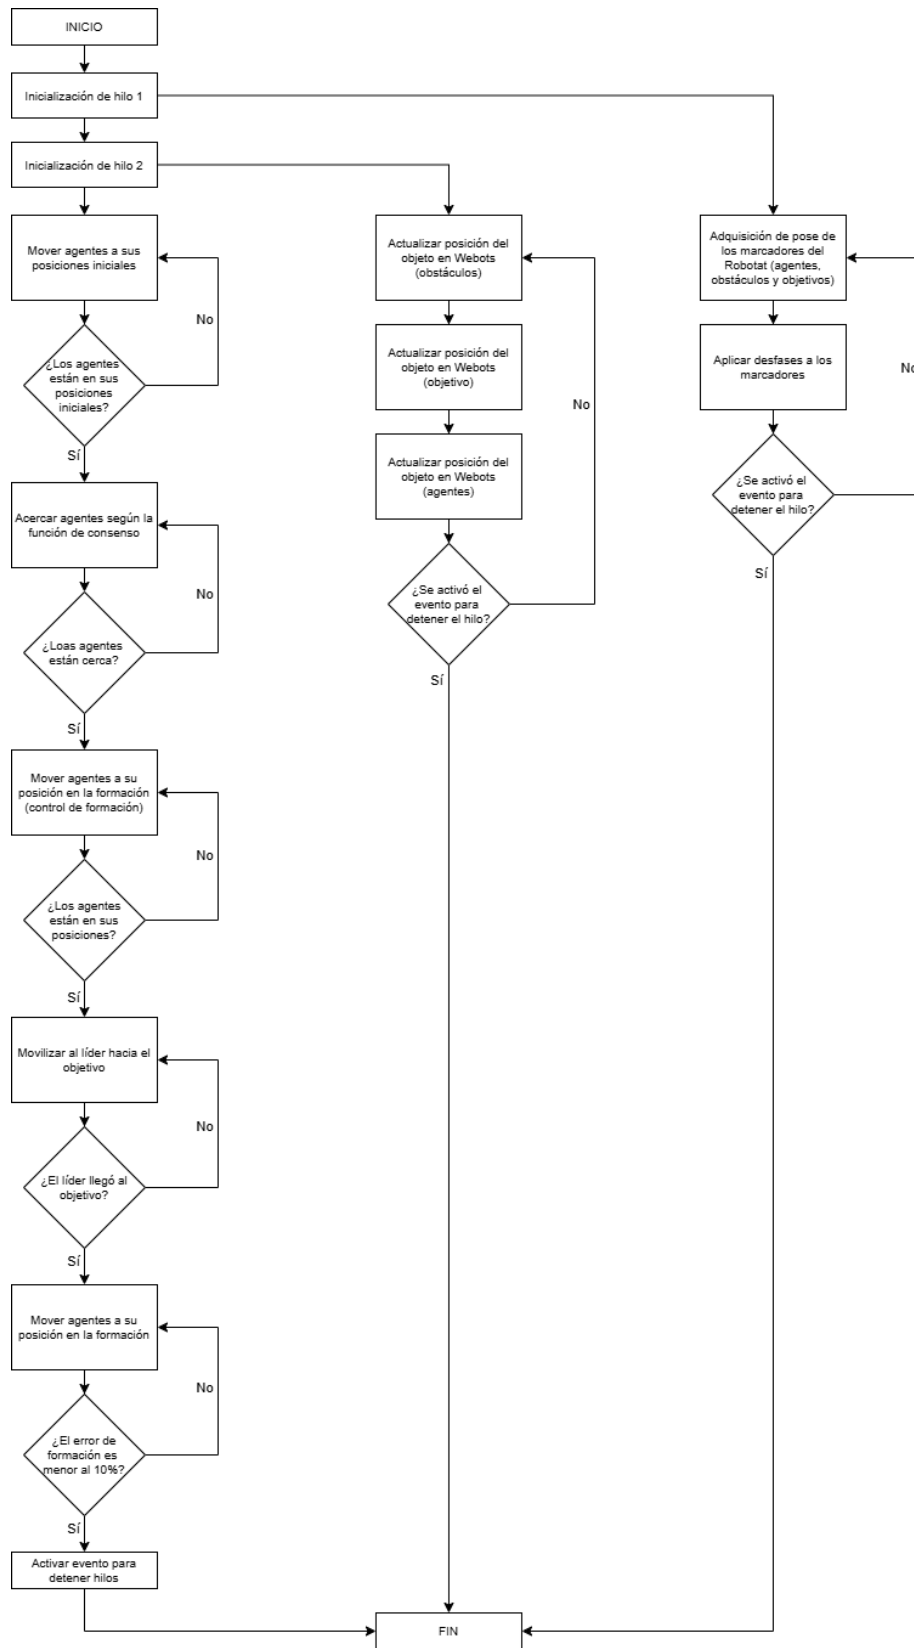 INICIO
Inicialización de hilo 1
Inicialización de hilo 2
Mover agentes a sus
posiciones iniciales
No
¿Los agentes
están en sus
posiciones
iniciales?
Sí
Acercar agentes según la
función de consenso
No
¿Loas agentes
están cerca?
Sí
Mover agentes a su
posición en la formación
(control de formación)
No
¿Los agentes
están en sus
posiciones?
Sí
Movilizar al líder hacia el
objetivo
No
¿El líder llegó al
objetivo?
Sí
Mover agentes a su
posición en la formación
No
¿El error de
formación es
menor al 10%?
Sí
Activar evento para
detener hilos
Actualizar posición del
objeto en Webots
(obstáculos)
Actualizar posición del
objeto en Webots
(objetivo)
No
Actualizar posición del
objeto en Webots
(agentes)
¿Se activó el
evento para
detener el hilo?
Sí
Adquisición de pose de
los marcadores del
Robotat (agentes,
obstáculos y objetivos)
Aplicar desfases a los
marcadores
No
¿Se activó el
evento para
detener el hilo?
Sí
FIN